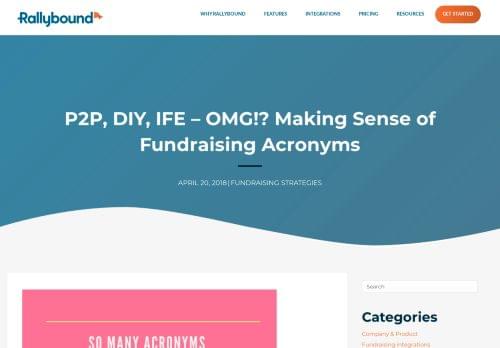 Rallybound
WHY RALLYBOUND
FEATURES
INTEGRATIONS
PRICING
RESOURCES
GET STARTED
P2P, DIY, IFE – OMG!? Making Sense of
Fundraising Acronyms
APRIL 20, 2018 | FUNDRAISING STRATEGIES
SO MANY ACRONYMS
Search
Categories
Company & Product
Fundraising Integrations